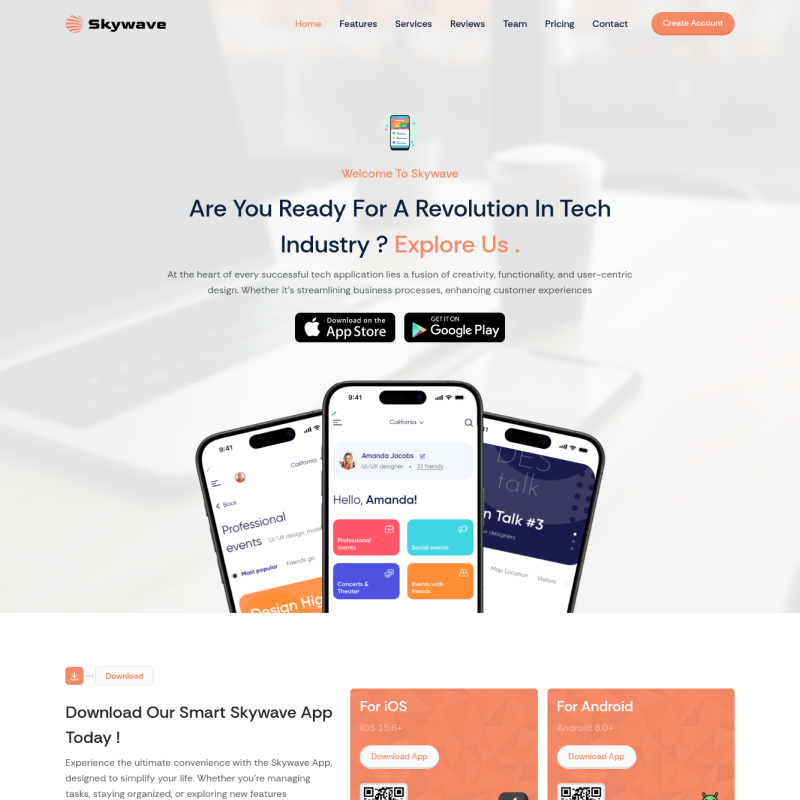 Skywave
Home Features Services Reviews Team Pricing Contact Create Account
Welcome To Skywave
Are You Ready For A Revolution In Tech
Industry ? Explore Us .
At the heart of every successful tech application lies a fusion of creativity, functionality, and user-centric
design. Whether it's streamlining business processes, enhancing customer experiences
Download on the
App Store
GET IT ON
Google Play
9:41
California
Back
Professional
events
UI/UX design,
Most popular
Friends go
Design Hig
9:41
California
Amanda Jacobs
UI/UX designer • 37 friends
Hello, Amanda!
Professional
events
Social events
Concerts &
Theater
Events with
friends
:41
DES
talk
n Talk #3
designers
Map Location
Visitors
Download
Download Our Smart Skywave App
Today !
Experience the ultimate convenience with the Skywave App,
designed to simplify your life. Whether you're managing
tasks, staying organized, or exploring new features
For iOS
iOS 15.6+
Download App
For Android
Android 8.0+
Download App